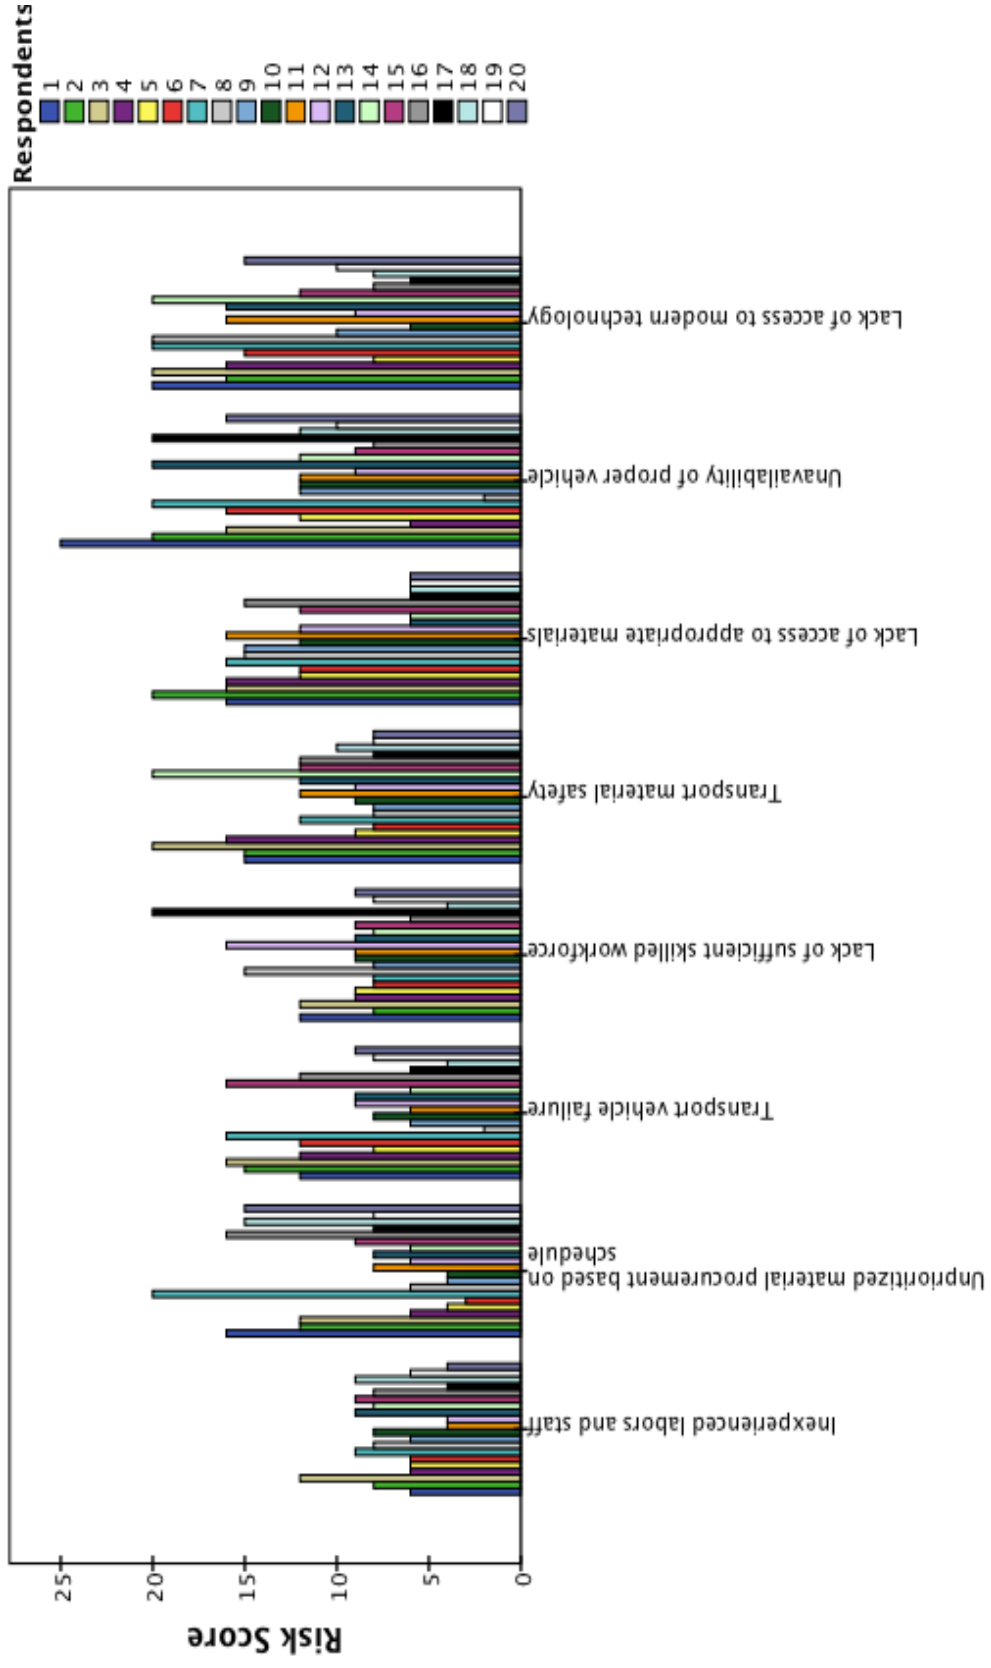 Respondents
1
2
3
4
5
6
7
8
9
10
11
12
13
14
15
16
17
18
19
20
Risk Score
25
20
15
10
5
0
Inexperienced labors and staff
Unprioritized material procurement based on
schedule
Transport vehicle failure
Lack of sufficient skilled workforce
Transport material safety
Lack of access to appropriate materials
Unavailability of proper vehicle
Lack of access to modern technology